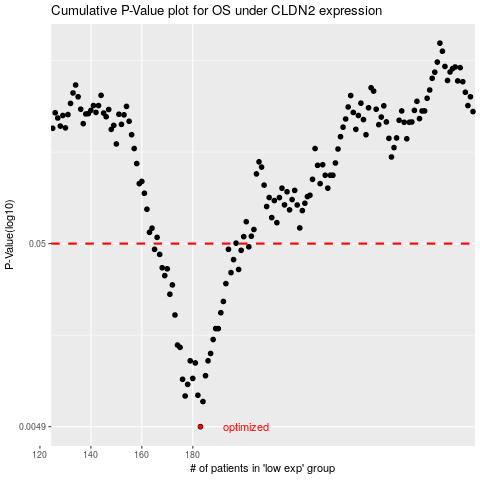 Cumulative P-Value plot for OS under CLDN2 expression
P-Value(log10)
0.05
0.0049
optimized
120 140 160 180
# of patients in 'low exp' group